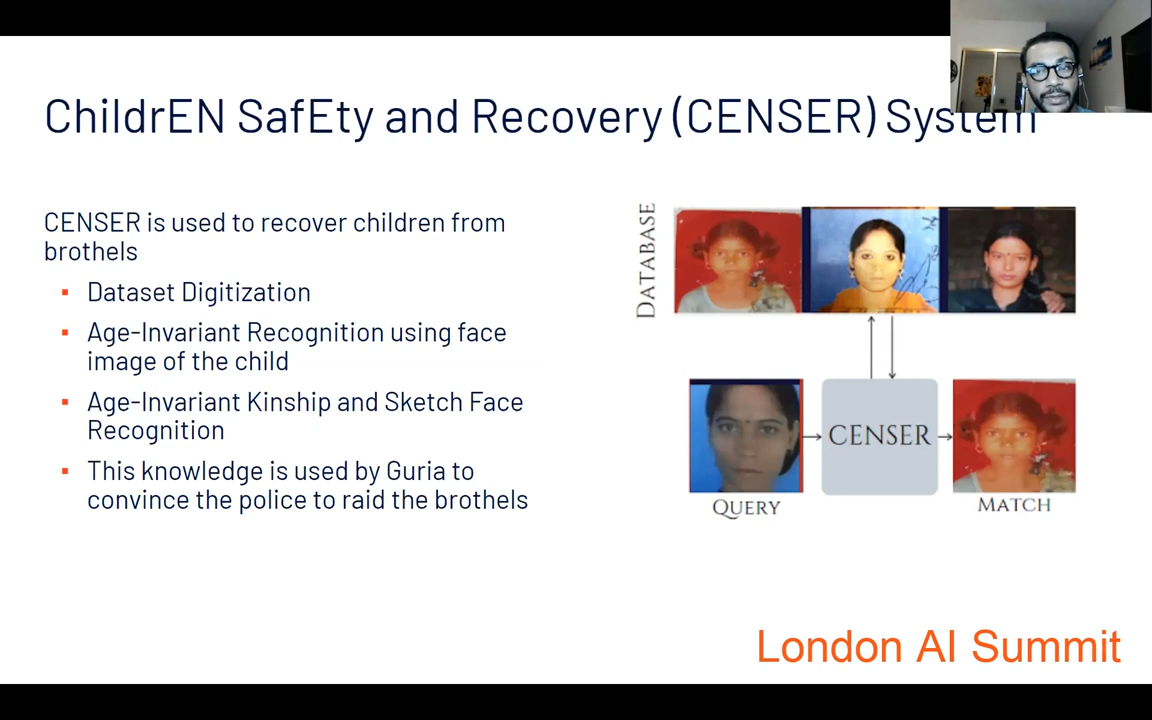 ChildrEN SafEty and Recovery (CENSER) System
CENSER is used to recover children from
brothels
Dataset Digitization
Age-Invariant Recognition using face
image of the child
Age-Invariant Kinship and Sketch Face
Recognition
This knowledge is used by Guria to
convince the police to raid the brothels
DATABASE
CENSER
QUERY
MATCH
London AI Summit